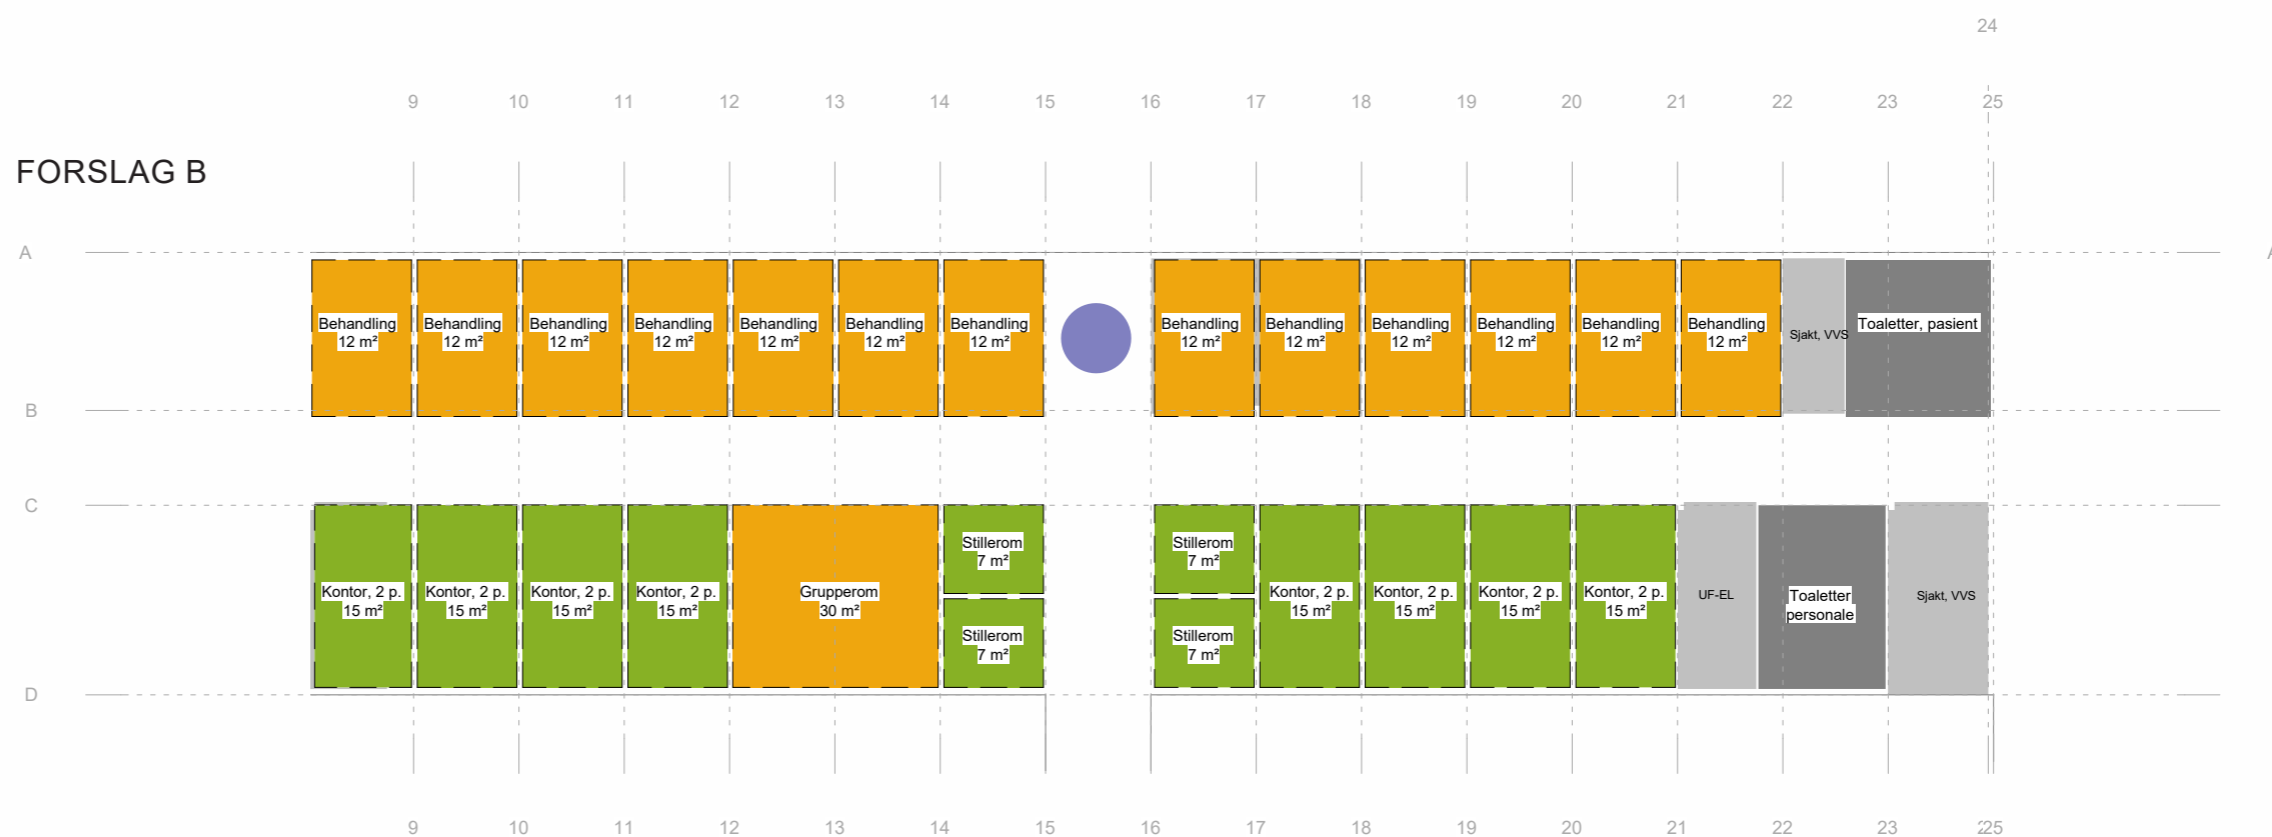 24
9 10 11 12 13 14 15 16 17 18 19 20 21 22 23 25
FORSLAG B
A A
Behandling Behandling Behandling Behandling Behandling Behandling Behandling Behandling Behandling Behandling Behandling Behandling Behandling Toaletter, pasient
12 m² 12 m² 12 m² 12 m² 12 m² 12 m² 12 m² 12 m² 12 m² 12 m² 12 m² 12 m² 12 m² Sjakt, VVS
B
C
Stillerom Stillerom
7 m² 7 m²
Kontor, 2 p. Kontor, 2 p. Kontor, 2 p. Kontor, 2 p. Grupperom Kontor, 2 p. Kontor, 2 p. Kontor, 2 p. Kontor, 2 p. UF-EL Toaletter Sjakt, VVS
15 m² 15 m² 15 m² 15 m² 30 m² 15 m² 15 m² 15 m² 15 m² personale
Stillerom Stillerom
7 m² 7 m²
D
9 10 11 12 13 14 15 16 17 18 19 20 21 22 23 25